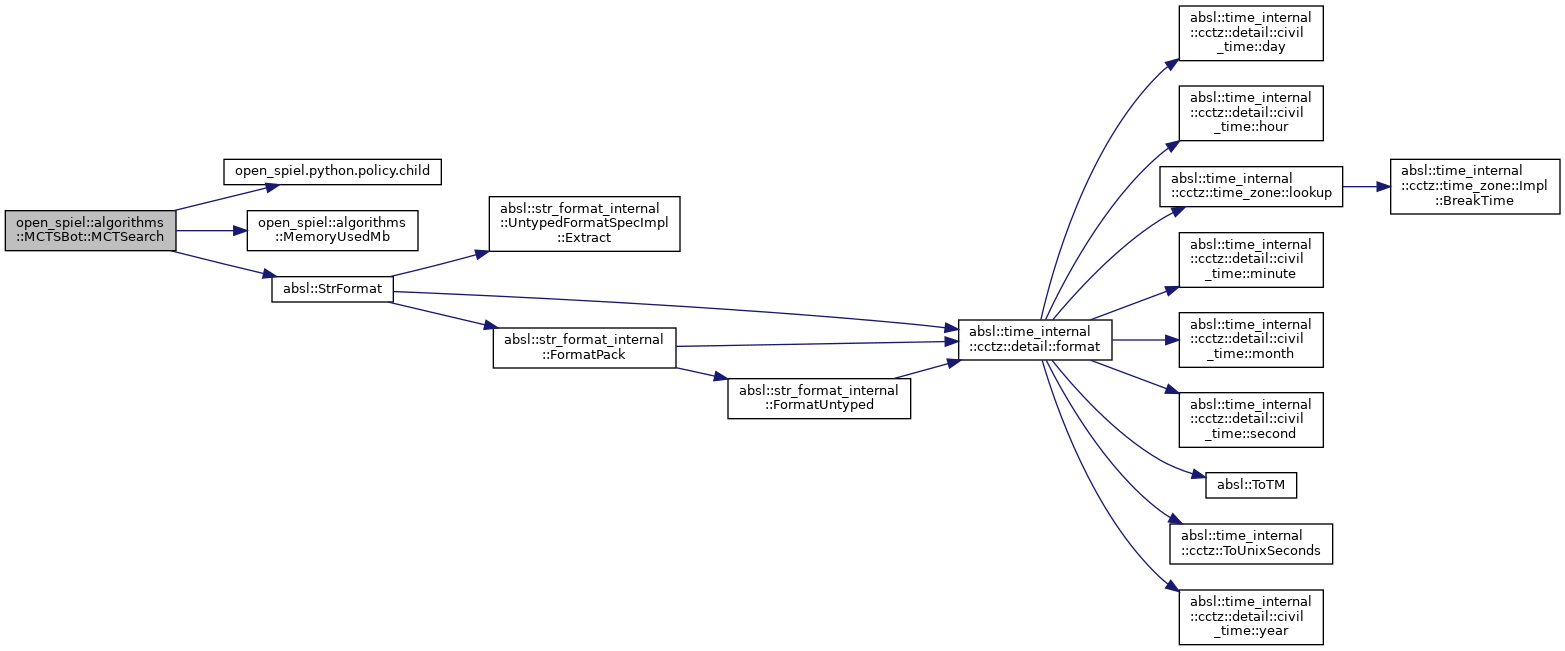 open_spiel::algorithms
::MCTSBot::MCTSearch
open_spiel.python.policy.child
open_spiel::algorithms
::MemoryUsedMb
absl::StrFormat
absl::str_format_internal
::UntypedFormatSpecImpl
::Extract
absl::str_format_internal
::FormatPack
absl::str_format_internal
::FormatUntyped
absl::time_internal
::cctz::detail::format
absl::time_internal
::cctz::detail::civil
_time::day
absl::time_internal
::cctz::detail::civil
_time::hour
absl::time_internal
::cctz::time_zone::lookup
absl::time_internal
::cctz::time_zone::Impl
::BreakTime
absl::time_internal
::cctz::detail::civil
_time::minute
absl::time_internal
::cctz::detail::civil
_time::month
absl::time_internal
::cctz::detail::civil
_time::second
absl::ToTM
absl::time_internal
::cctz::ToUnixSeconds
absl::time_internal
::cctz::detail::civil
_time::year